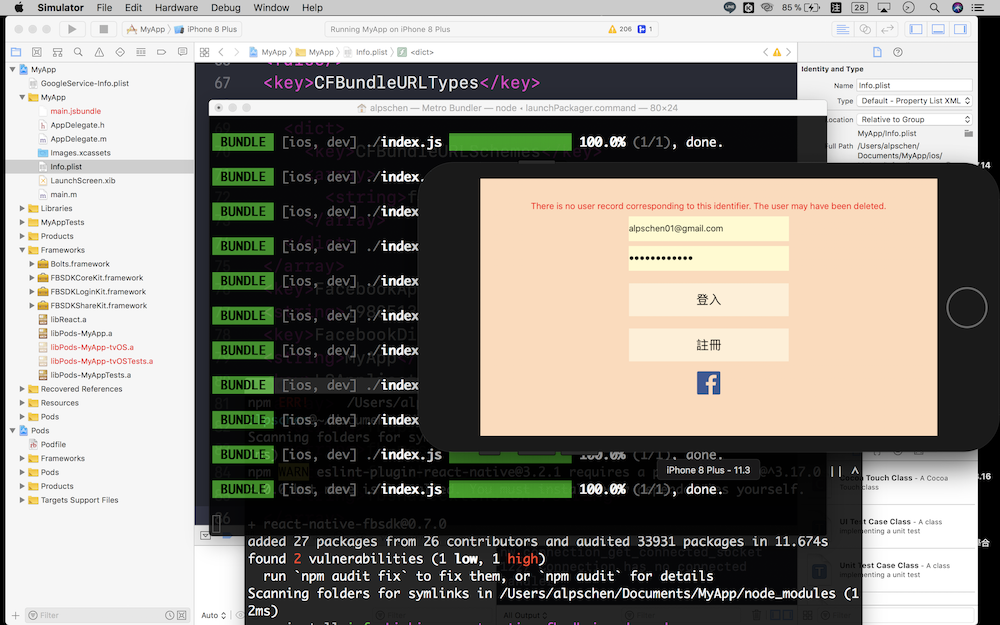 Simulator File Edit Hardware Debug Window Help
85 %
28
MyApp iPhone 8 Plus
Running MyApp on iPhone 8 Plus
206
1
MyApp
GoogleService-Info.plist
MyApp
main.jsbundle
AppDelegate.h
AppDelegate.m
Images.xcassets
Info.plist
LaunchScreen.xib
main.m
Libraries
MyAppTests
Products
Frameworks
Bolts.framework
FBSDKCoreKit.framework
FBSDKLoginKit.framework
FBSDKShareKit.framework
libReact.a
libPods-MyApp.a
libPods-MyApp-tvOS.a
libPods-MyApp-tvOSTests.a
libPods-MyAppTests.a
Recovered References
Resources
Pods
Pods
Podfile
Frameworks
Pods
Products
Targets Support Files
Filter
MyApp MyApp Info.plist <dict>
67 <key>CFBundleURLTypes</key>
alpschen — Metro Bundler — node • launchPackager.command — 80×24
BUNDLE [ios, dev] ./index.js 100.0% (1/1), done.
BUNDLE [ios, dev] ./index.
BUNDLE [ios, dev] ./index
BUNDLE [ios, dev] ./index
BUNDLE [ios, dev] ./index
BUNDLE [ios, dev] ./index
BUNDLE [ios, dev] ./index
BUNDLE [ios, dev] ./index
BUNDLE [ios, dev] ./index
BUNDLE [ios, dev] ./index.js 100.0% (1/1), done.
BUNDLE [ios, dev] ./index.js 100.0% (1/1), done.
+ react-native-fbsdk@0.7.0
added 27 packages from 26 contributors and audited 33931 packages in 11.674s
found 2 vulnerabilities (1 low, 1 high)
run `npm audit fix` to fix them, or `npm audit` for details
Scanning folders for symlinks in /Users/alpschen/Documents/MyApp/node_modules (1
2ms)
Auto
There is no user record corresponding to this identifier. The user may have been deleted.
alpschen01@gmail.com
••••••••••••
登入
註冊
f
iPhone 8 Plus - 11.3
Identity and Type
Name Info.plist
Type Default - Property List XML
Location Relative to Group
MyApp/Info.plist
Full Path /Users/alpschen/
Documents/MyApp/ios/
Cocoa Touch Class - A Cocoa
Touch class
UI Test Case Class - A class
implementing a unit test
Unit Test Case Class - A class
implementing a unit test
Filter